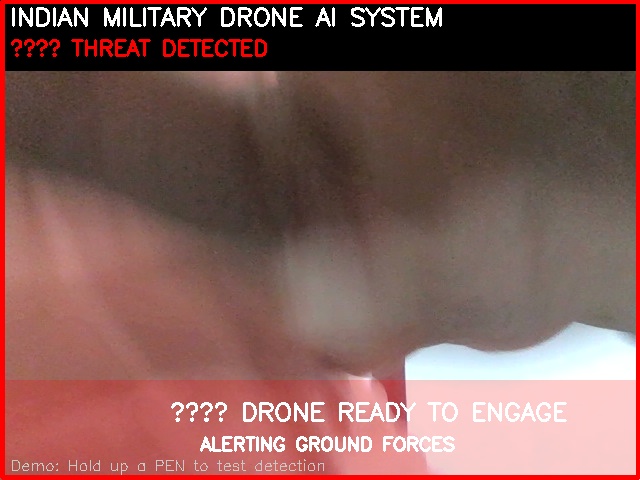 INDIAN MILITARY DRONE AI SYSTEM
???? THREAT DETECTED
???? DRONE READY TO ENGAGE
ALERTING GROUND FORCES
Demo: Hold up a PEN to test detection